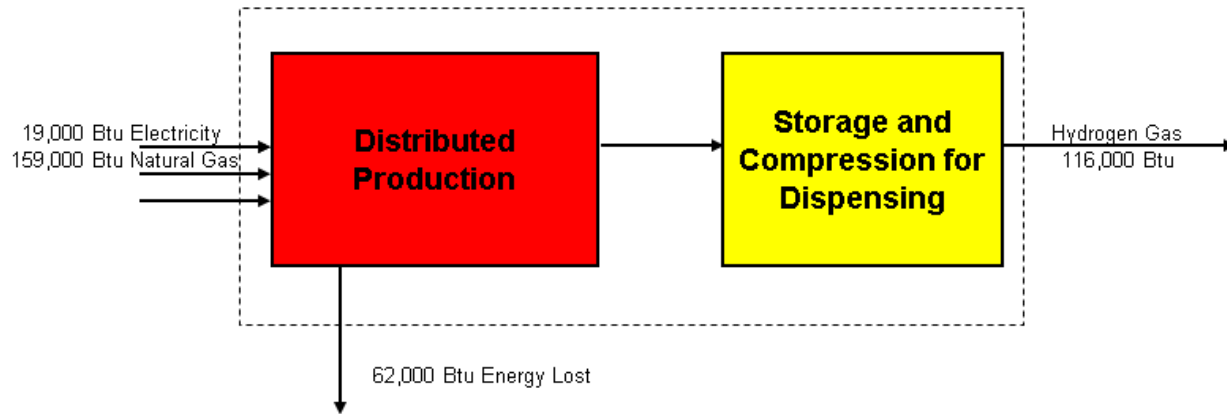 19,000 Btu Electricity
159,000 Btu Natural Gas
Distributed
Production
Storage and
Compression for
Dispensing
Hydrogen Gas
116,000 Btu
62,000 Btu Energy Lost